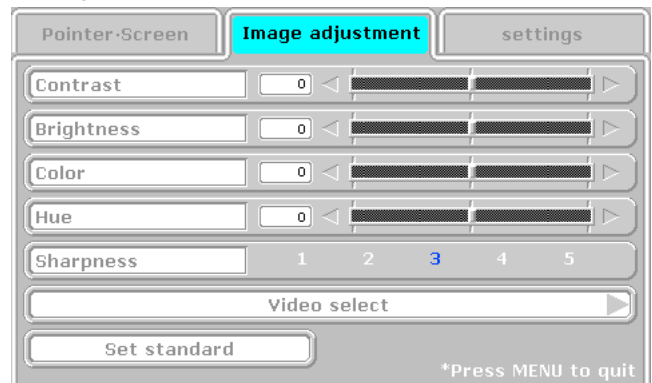 Pointer·Screen Image adjustment settings
Contrast 0
Brightness 0
Color 0
Hue 0
Sharpness 1 2 3 4 5
Video select
Set standard
*Press MENU to quit